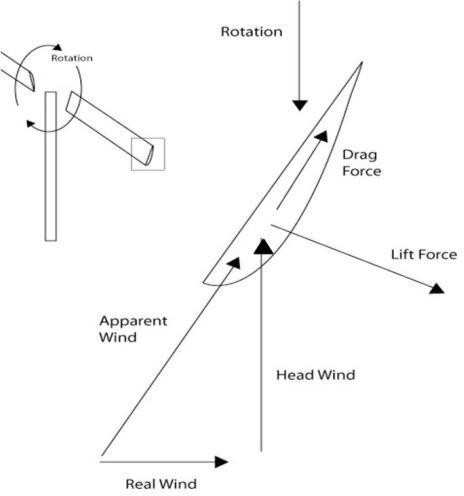 Rotation
Rotation
Drag
Force
Lift Force
Apparent
Wind
Head Wind
Real Wind